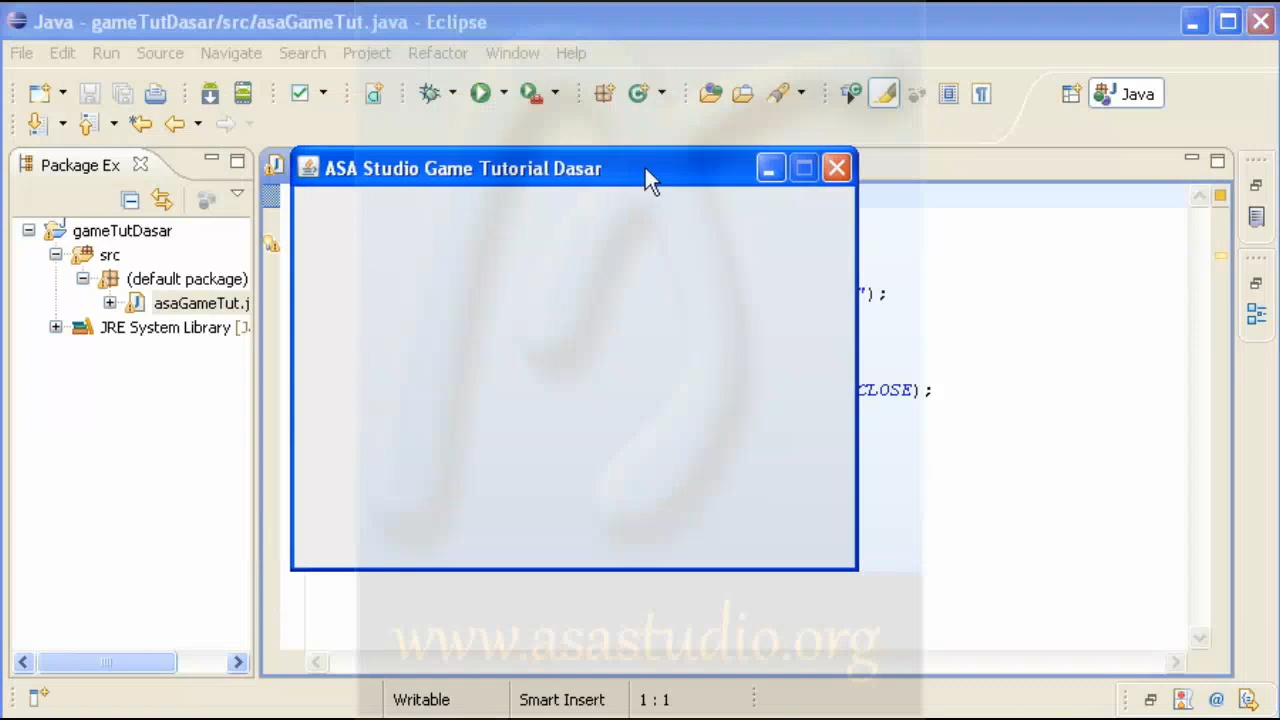 Java - gameTutDasar/src/asaGameTut.java - Eclipse
File Edit Run Source Navigate Search Project Refactor Window Help
Java
Package Ex
ASA Studio Game Tutorial Dasar
gameTutDasar
src
(default package)
asaGameTut.j
JRE System Library [J
");
CLOSE);
www.asastudio.org
Writable Smart Insert 1 : 1